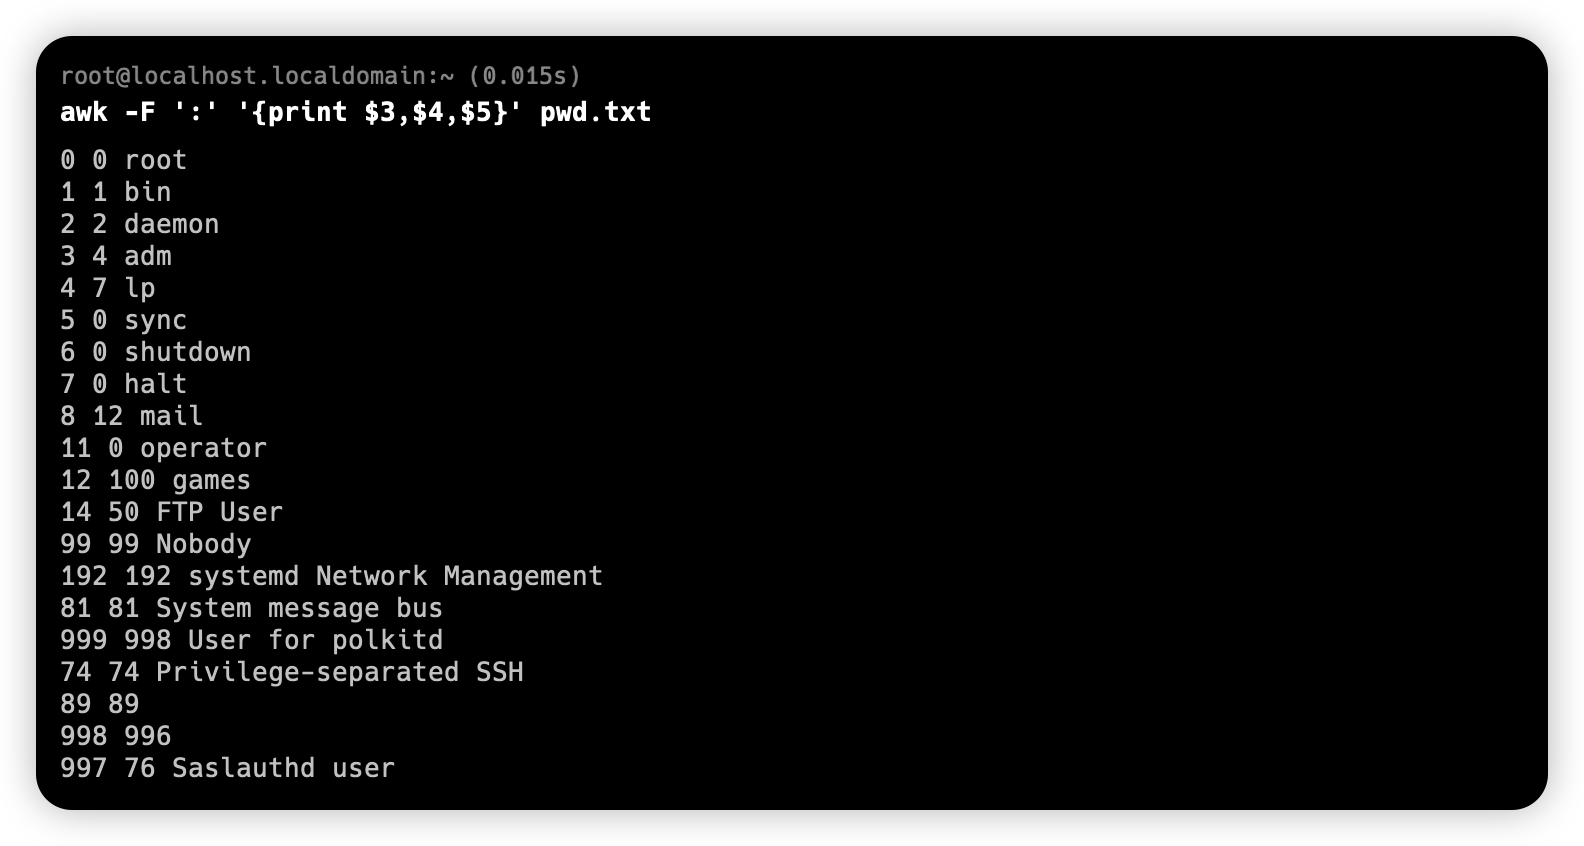 root@localhost.localdomain:~ (0.015s)
awk -F ':' '{print $3,$4,$5}' pwd.txt
0 0 root
1 1 bin
2 2 daemon
3 4 adm
4 7 lp
5 0 sync
6 0 shutdown
7 0 halt
8 12 mail
11 0 operator
12 100 games
14 50 FTP User
99 99 Nobody
192 192 systemd Network Management
81 81 System message bus
999 998 User for polkitd
74 74 Privilege-separated SSH
89 89
998 996
997 76 Saslauthd user